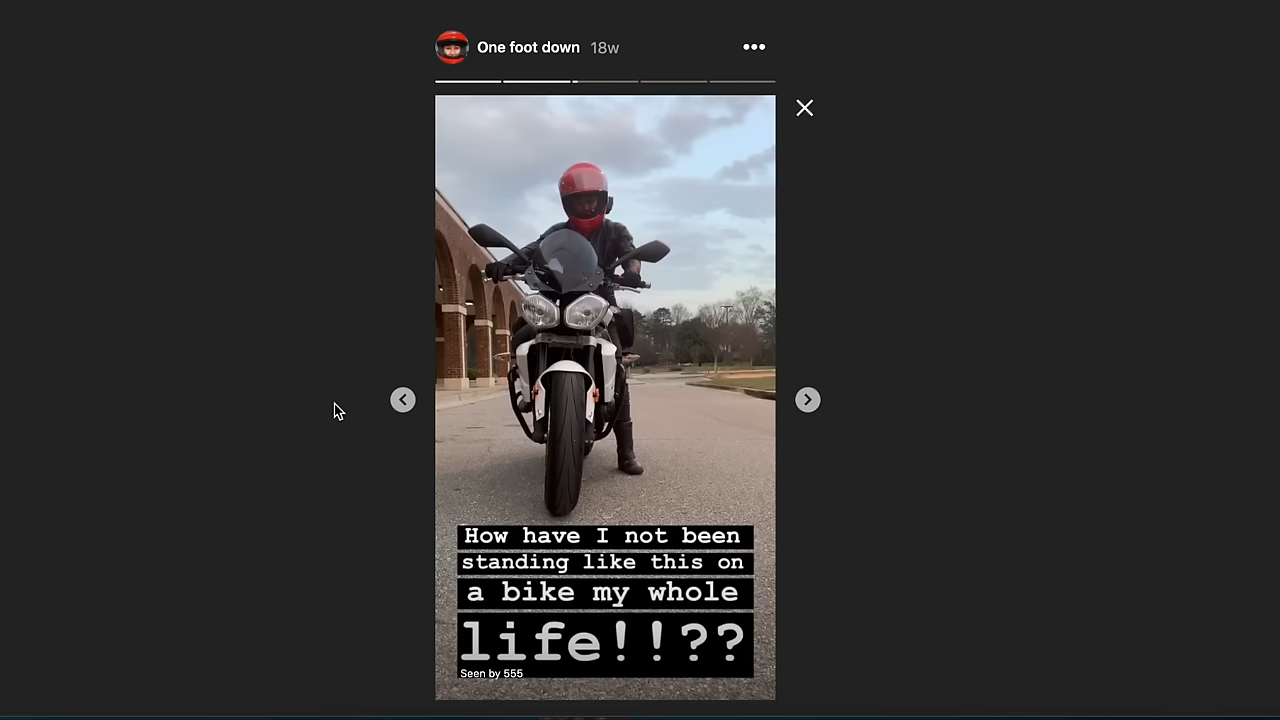 One foot down 18w
How have I not been
standing like this on
a bike my whole
life!!??
Seen by 555